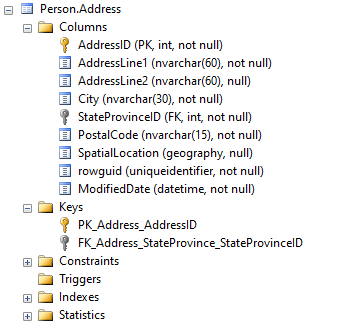 Person.Address
Columns
AddressID (PK, int, not null)
AddressLine1 (nvarchar(60), not null)
AddressLine2 (nvarchar(60), null)
City (nvarchar(30), not null)
StateProvinceID (FK, int, not null)
PostalCode (nvarchar(15), not null)
SpatialLocation (geography, null)
rowguid (uniqueidentifier, not null)
ModifiedDate (datetime, not null)
Keys
PK_Address_AddressID
FK_Address_StateProvince_StateProvinceID
Constraints
Triggers
Indexes
Statistics